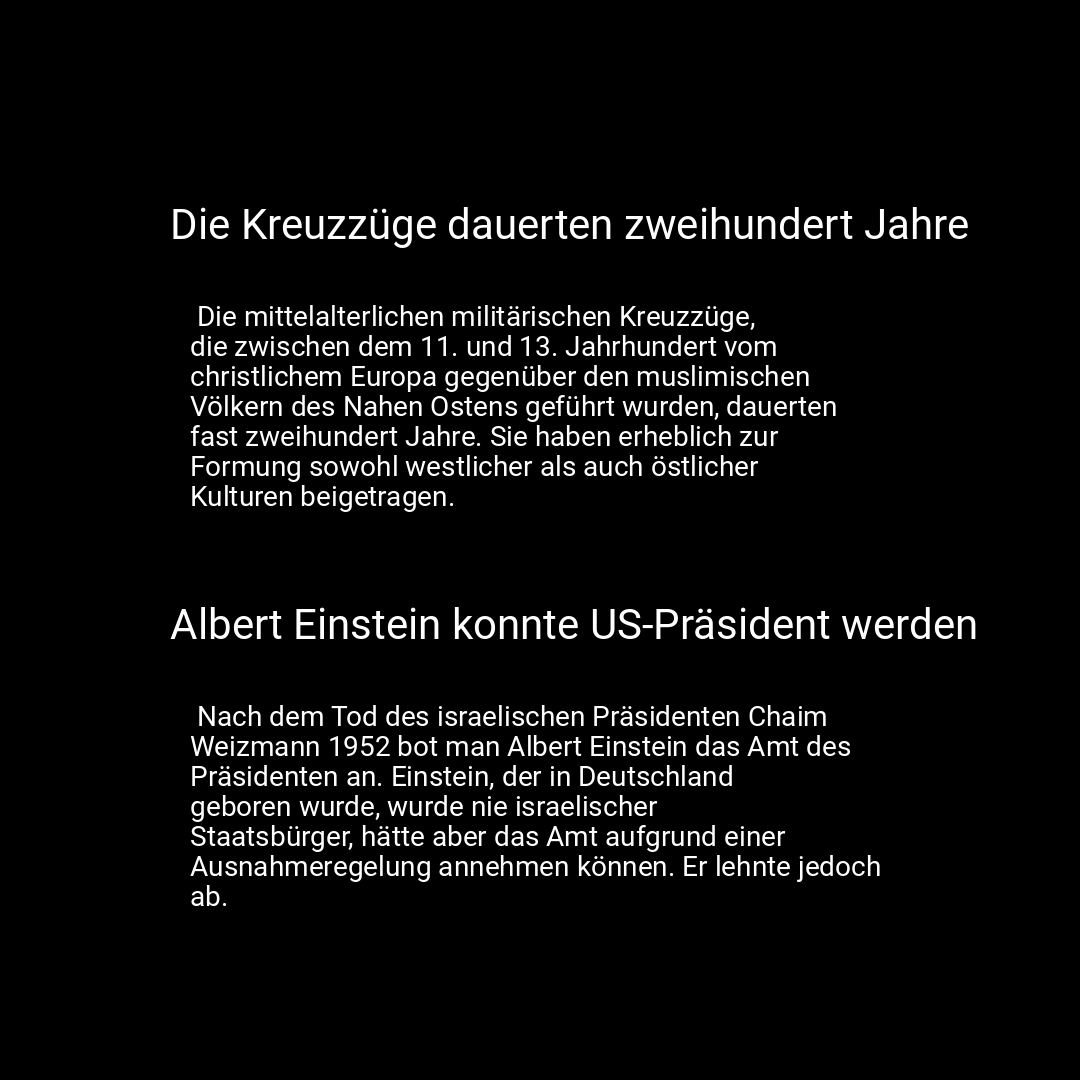 Die Kreuzzüge dauerten zweihundert Jahre
Die mittelalterlichen militärischen Kreuzzüge,
die zwischen dem 11. und 13. Jahrhundert vom
christlichem Europa gegenüber den muslimischen
Völkern des Nahen Ostens geführt wurden, dauerten
fast zweihundert Jahre. Sie haben erheblich zur
Formung sowohl westlicher als auch östlicher
Kulturen beigetragen.
Albert Einstein konnte US-Präsident werden
Nach dem Tod des israelischen Präsidenten Chaim
Weizmann 1952 bot man Albert Einstein das Amt des
Präsidenten an. Einstein, der in Deutschland
geboren wurde, wurde nie israelischer
Staatsbürger, hätte aber das Amt aufgrund einer
Ausnahmeregelung annehmen können. Er lehnte jedoch
ab.